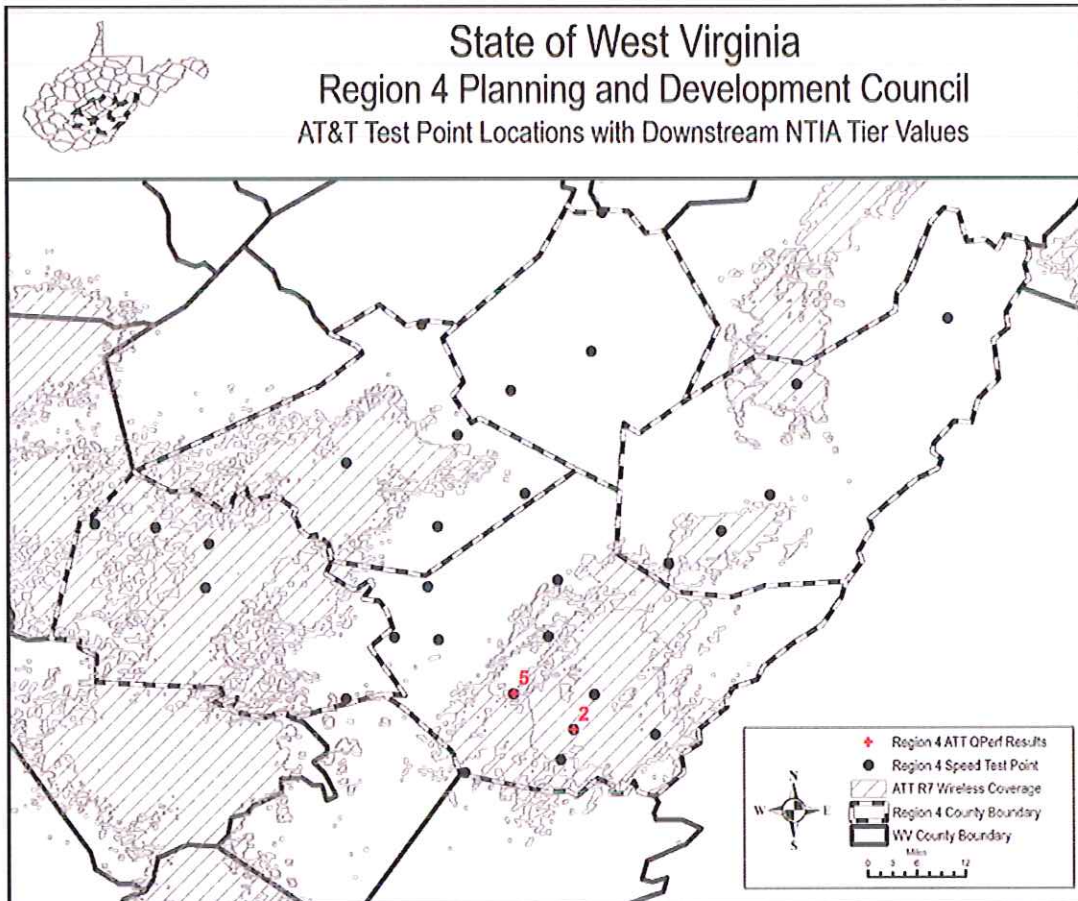 State of West Virginia
Region 4 Planning and Development Council
AT&T Test Point Locations with Downstream NTIA Tier Values
5
2
Region 4 ATT QPerf Results
Region 4 Speed Test Point
ATT R7 Wireless Coverage
Region 4 County Boundary
WV County Boundary
N
W E
S
Miles
0 3 6 12